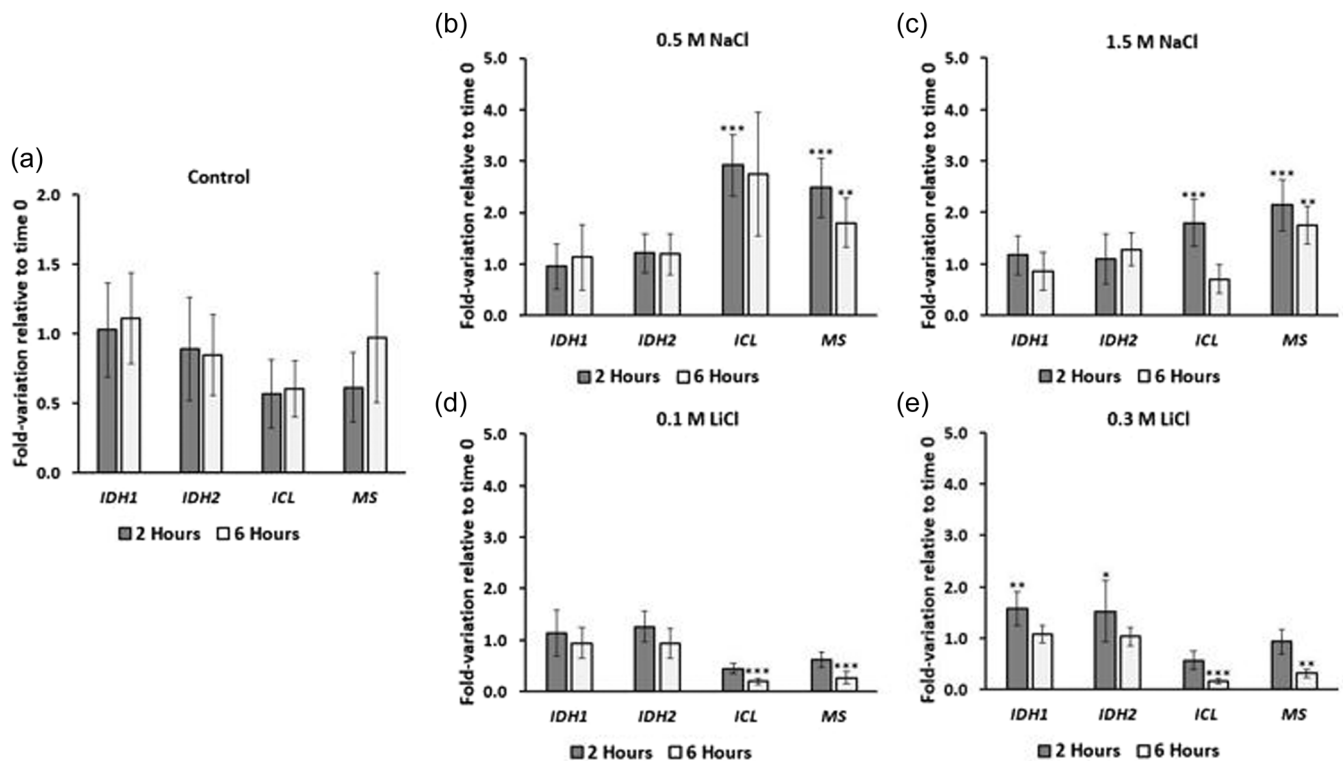 (a)
Control
Fold-variation relative to time 0
2.0
1.5
1.0
0.5
0.0
IDH1 IDH2 ICL MS
2 Hours 6 Hours
(b)
0.5 M NaCl
Fold-variation relative to time 0
5.0
4.0
3.0
2.0
1.0
0.0
***
***
**
IDH1 IDH2 ICL MS
2 Hours 6 Hours
(c)
1.5 M NaCl
Fold-variation relative to time 0
5.0
4.0
3.0
2.0
1.0
0.0
***
***
**
IDH1 IDH2 ICL MS
2 Hours 6 Hours
(d)
0.1 M LiCl
Fold-variation relative to time 0
5.0
4.0
3.0
2.0
1.0
0.0
***
***
IDH1 IDH2 ICL MS
2 Hours 6 Hours
(e)
0.3 M LiCl
Fold-variation relative to time 0
5.0
4.0
3.0
2.0
1.0
0.0
**
*
***
**
IDH1 IDH2 ICL MS
2 Hours 6 Hours